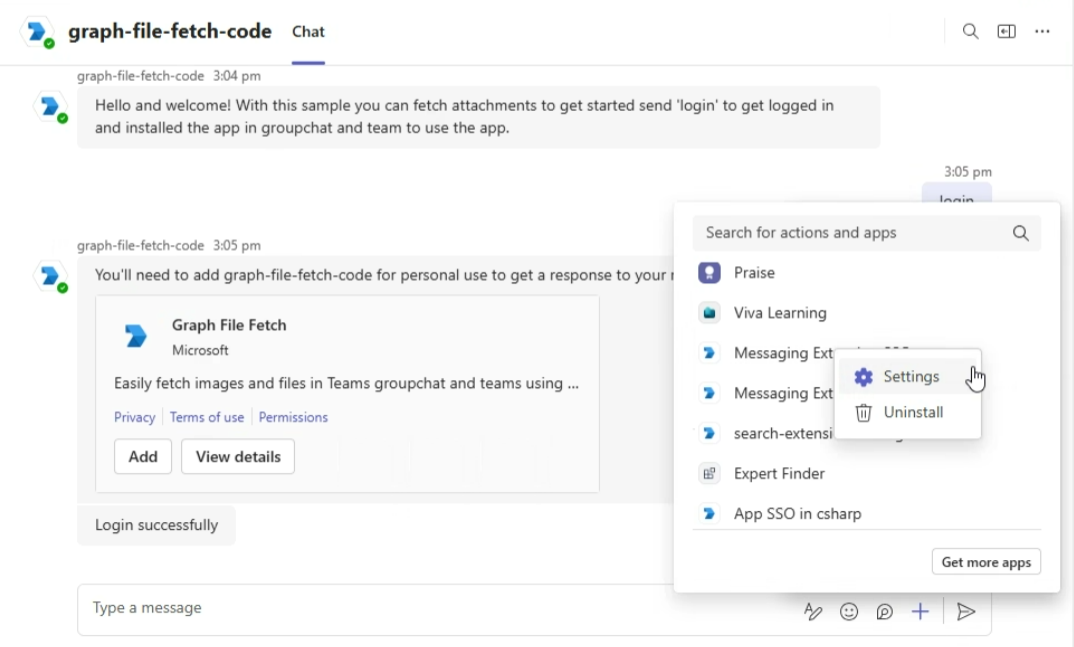 graph-file-fetch-code Chat
graph-file-fetch-code 3:04 pm
Hello and welcome! With this sample you can fetch attachments to get started send 'login' to get logged in
and installed the app in groupchat and team to use the app.
3:05 pm
login
graph-file-fetch-code 3:05 pm
You'll need to add graph-file-fetch-code for personal use to get a response to your
Graph File Fetch
Microsoft
Easily fetch images and files in Teams groupchat and teams using ...
Privacy Terms of use Permissions
Add View details
Login successfully
Type a message
Search for actions and apps
Praise
Viva Learning
Messaging Ext
Messaging Ext
search-extensi
Expert Finder
App SSO in csharp
Get more apps
Settings
Uninstall